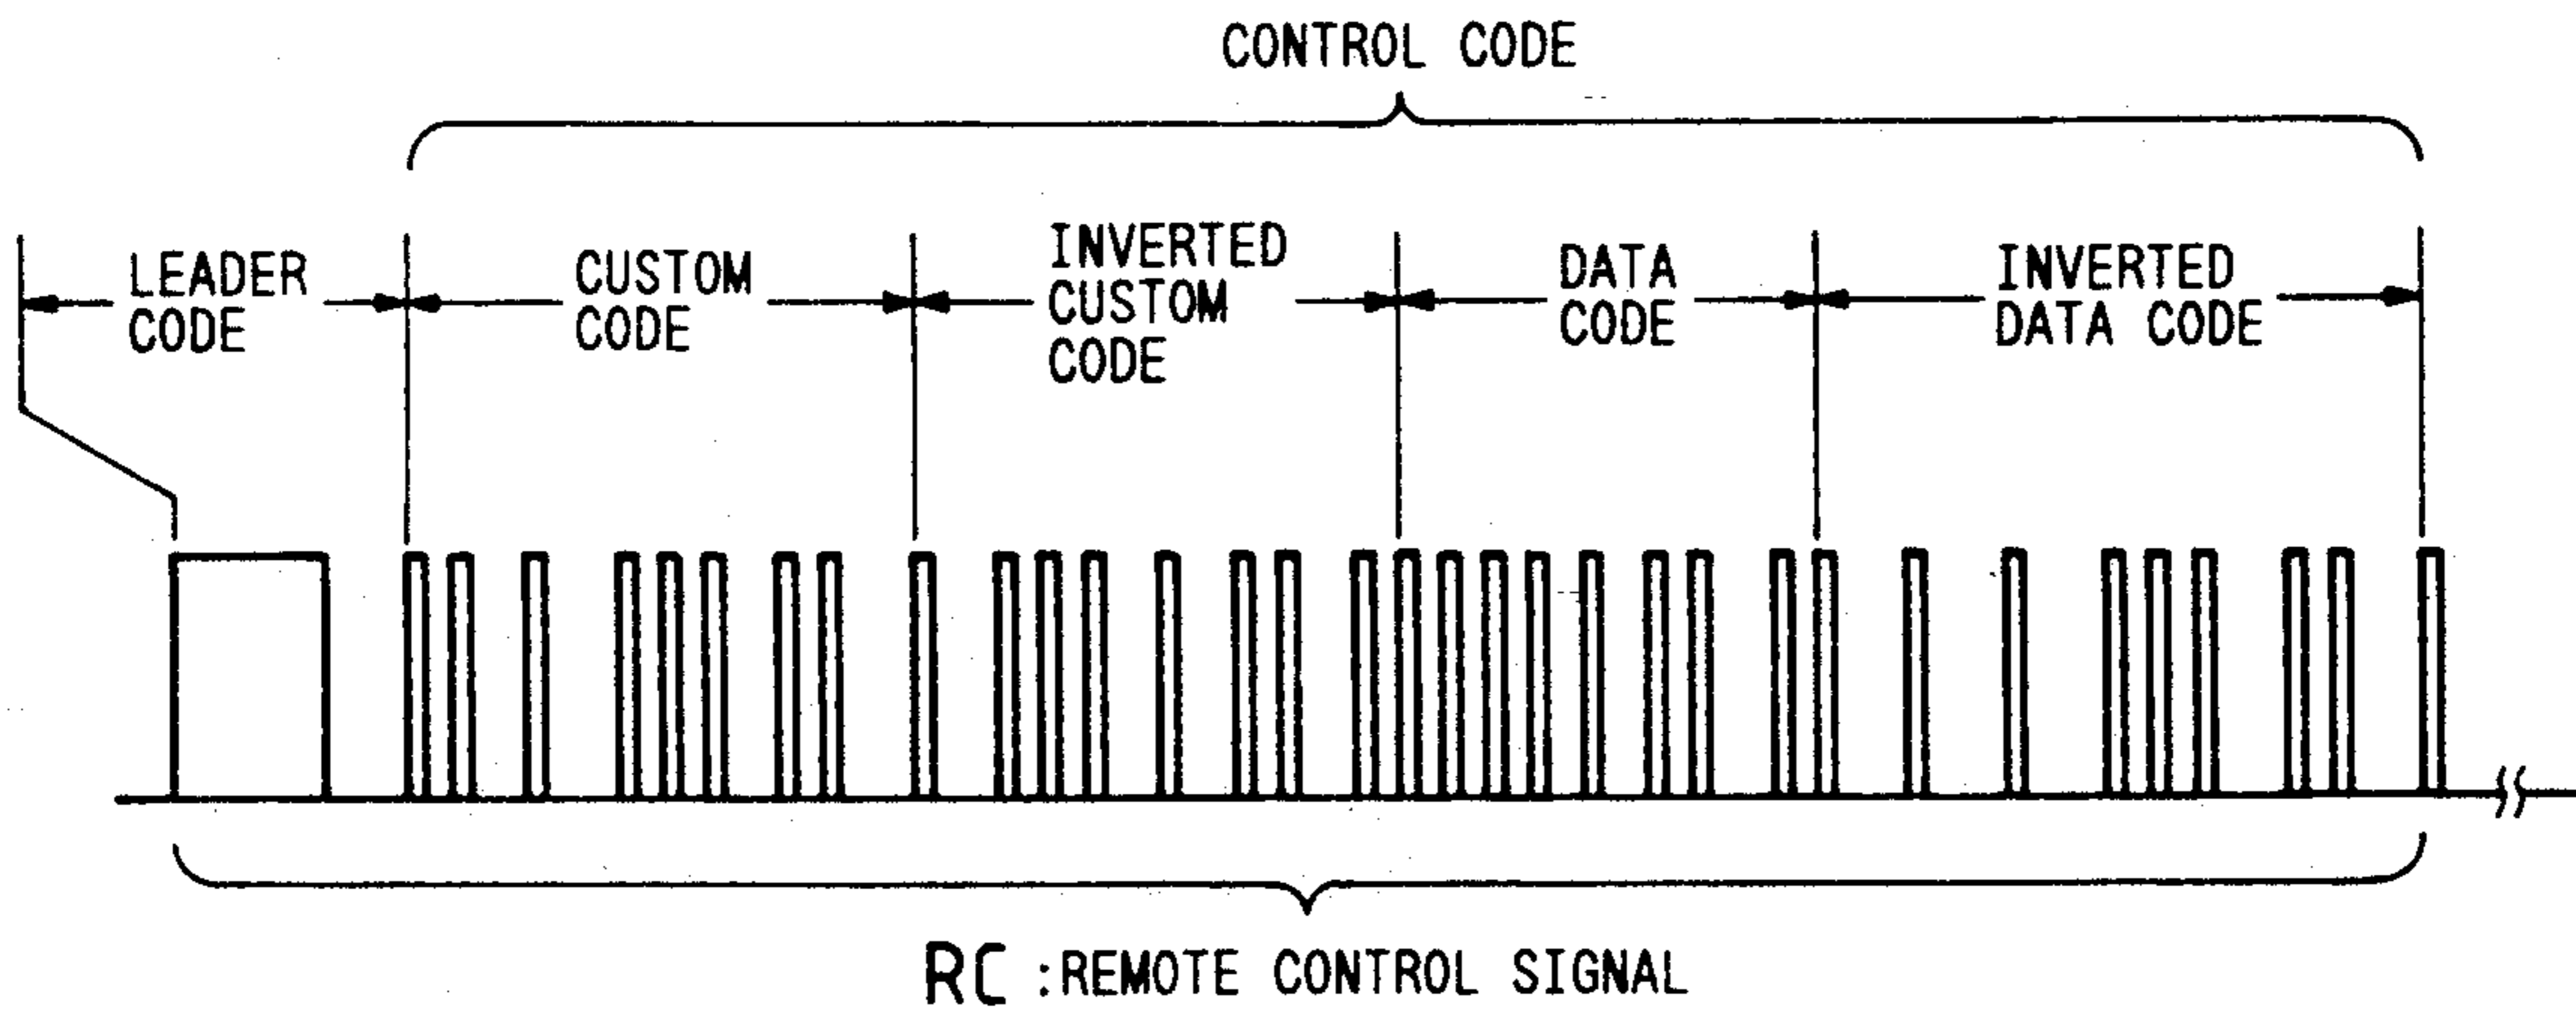 CONTROL CODE
LEADER
CODE
CUSTOM
CODE
INVERTED
CUSTOM
CODE
DATA
CODE
INVERTED
DATA CODE
RC :REMOTE CONTROL SIGNAL